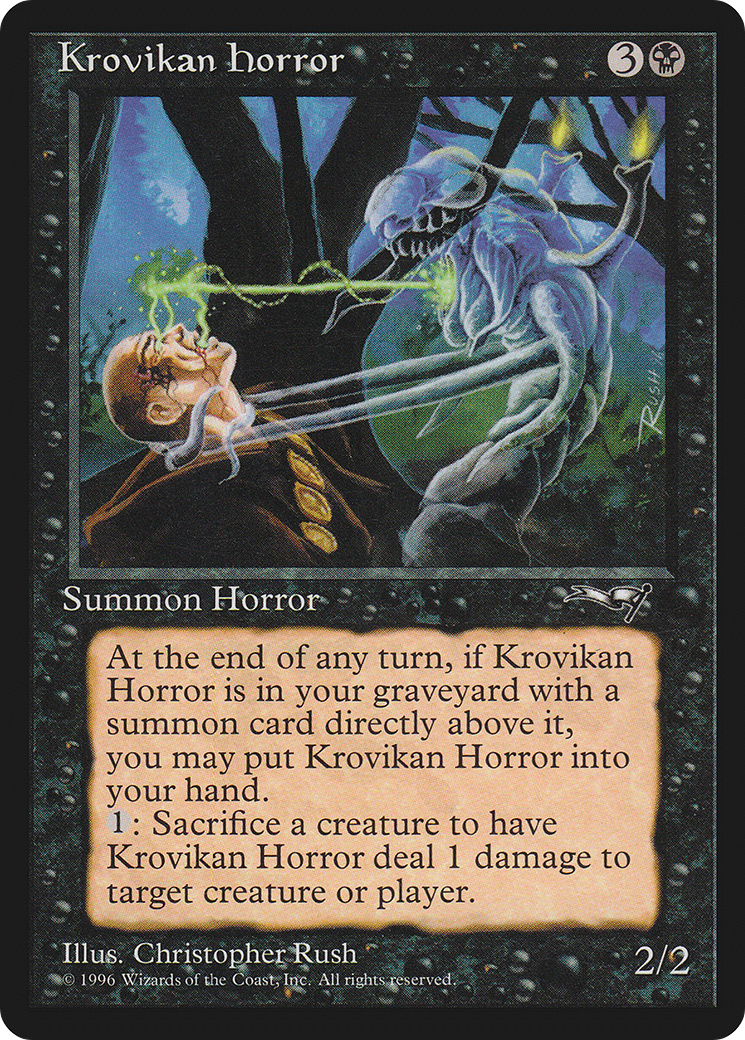 Krovikan Horror
3
RUSH
Summon Horror
At the end of any turn, if Krovikan
Horror is in your graveyard with a
summon card directly above it,
you may put Krovikan Horror into
your hand.
1: Sacrifice a creature to have
Krovikan Horror deal 1 damage to
target creature or player.
Illus. Christopher Rush
2/2
© 1996 Wizards of the Coast, Inc. All rights reserved.